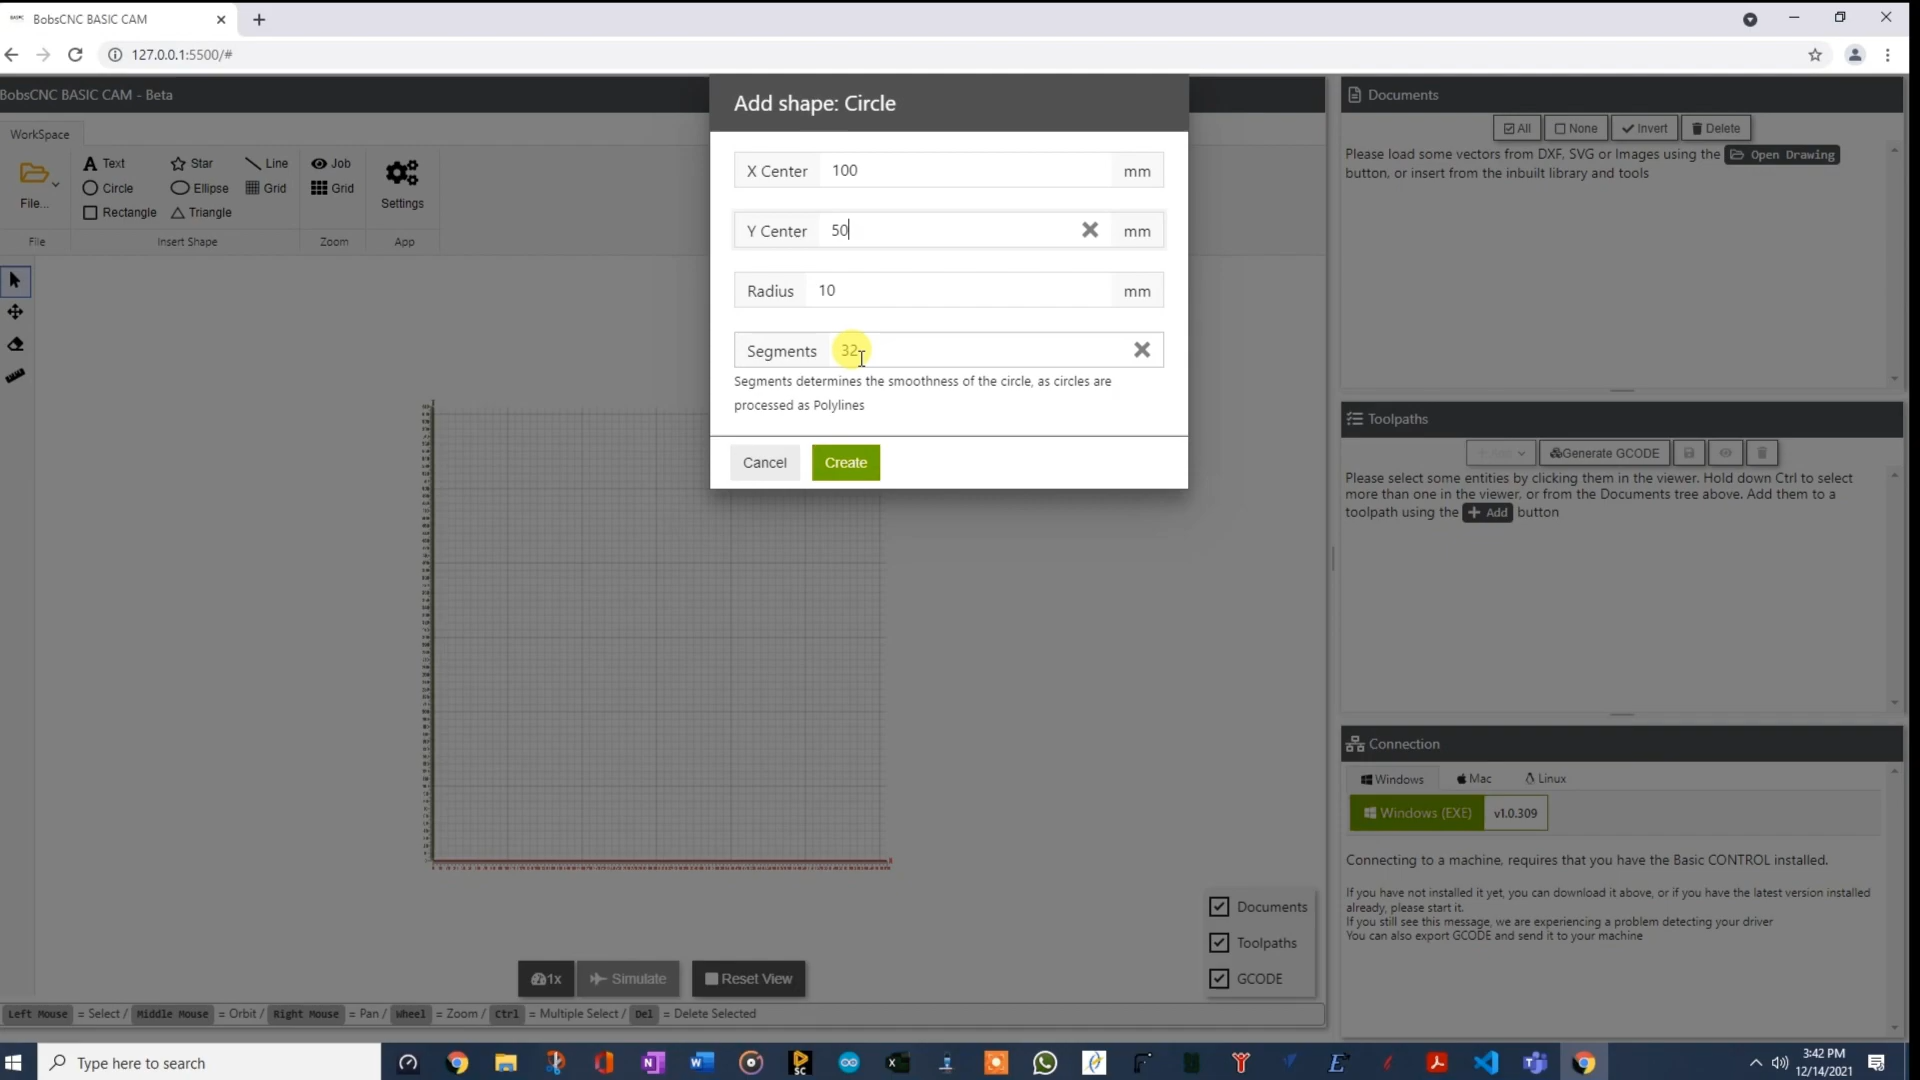 BobsCNC BASIC CAM
127.0.0.1:5500/#
BobsCNC BASIC CAM - Beta
WorkSpace
File...
Text
Circle
Rectangle
Star
Ellipse
Triangle
Line
Grid
Job
Grid
Settings
File
Insert Shape
Zoom
App
Add shape: Circle
X Center 100 mm
Y Center 50 mm
Radius 10 mm
Segments 32
Segments determines the smoothness of the circle, as circles are
processed as Polylines
Cancel Create
Documents
All None Invert Delete
Please load some vectors from DXF, SVG or Images using the Open Drawing
button, or insert from the inbuilt library and tools
Toolpaths
Add Generate GCODE
Please select some entities by clicking them in the viewer. Hold down Ctrl to select
more than one in the viewer, or from the Documents tree above. Add them to a
toolpath using the + Add button
Connection
Windows Mac Linux
Windows (EXE) v1.0.309
Connecting to a machine, requires that you have the Basic CONTROL installed.
If you have not installed it yet, you can download it above, or if you have the latest version installed
already, please start it.
If you still see this message, we are experiencing a problem detecting your driver
You can also export GCODE and send it to your machine
Documents
Toolpaths
GCODE
1x Simulate Reset View
Left Mouse = Select / Middle Mouse = Orbit / Right Mouse = Pan / Wheel = Zoom / Ctrl = Multiple Select / Del = Delete Selected
Type here to search
3:42 PM
12/14/2021